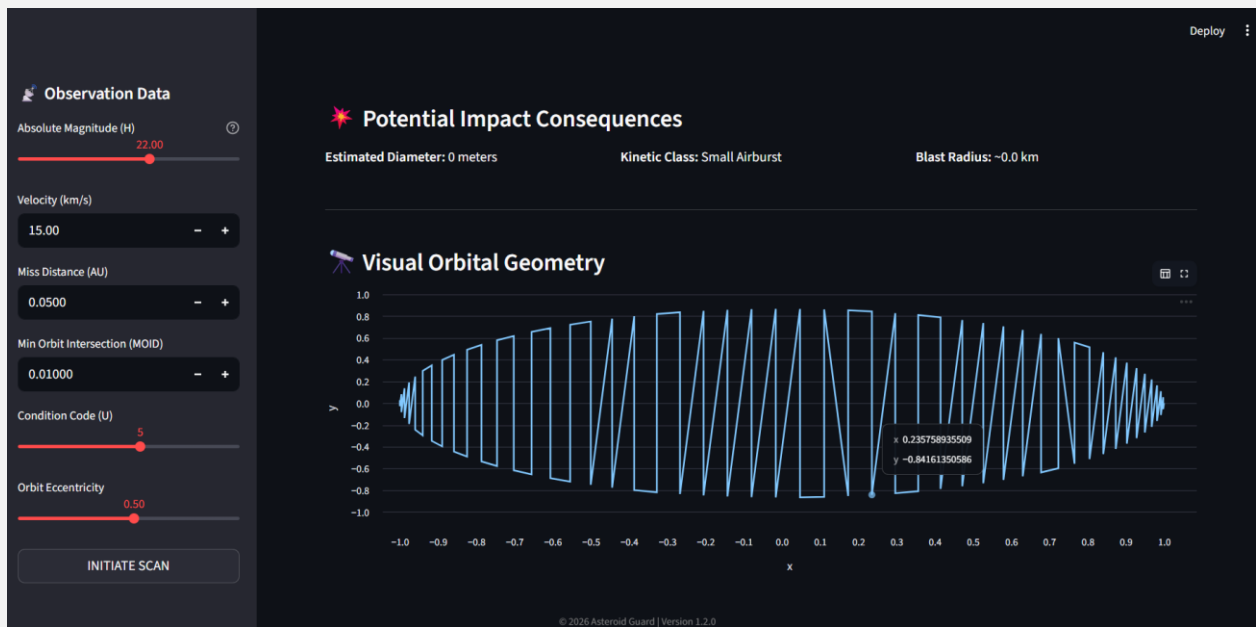 Deploy
Observation Data
Absolute Magnitude (H)
22.00
Velocity (km/s)
15.00
Miss Distance (AU)
0.0500
Min Orbit Intersection (MOID)
0.01000
Condition Code (U)
5
Orbit Eccentricity
0.50
INITIATE SCAN
Potential Impact Consequences
Estimated Diameter: 0 meters Kinetic Class: Small Airburst Blast Radius: ~0.0 km
Visual Orbital Geometry
1.0
0.8
0.6
0.4
0.2
0.0
−0.2
−0.4
−0.6
−0.8
−1.0
y
x 0.235758935509
y −0.84161350586
−1.0 −0.9 −0.8 −0.7 −0.6 −0.5 −0.4 −0.3 −0.2 −0.1 0.0 0.1 0.2 0.3 0.4 0.5 0.6 0.7 0.8 0.9 1.0
x
© 2026 Asteroid Guard | Version 1.2.0